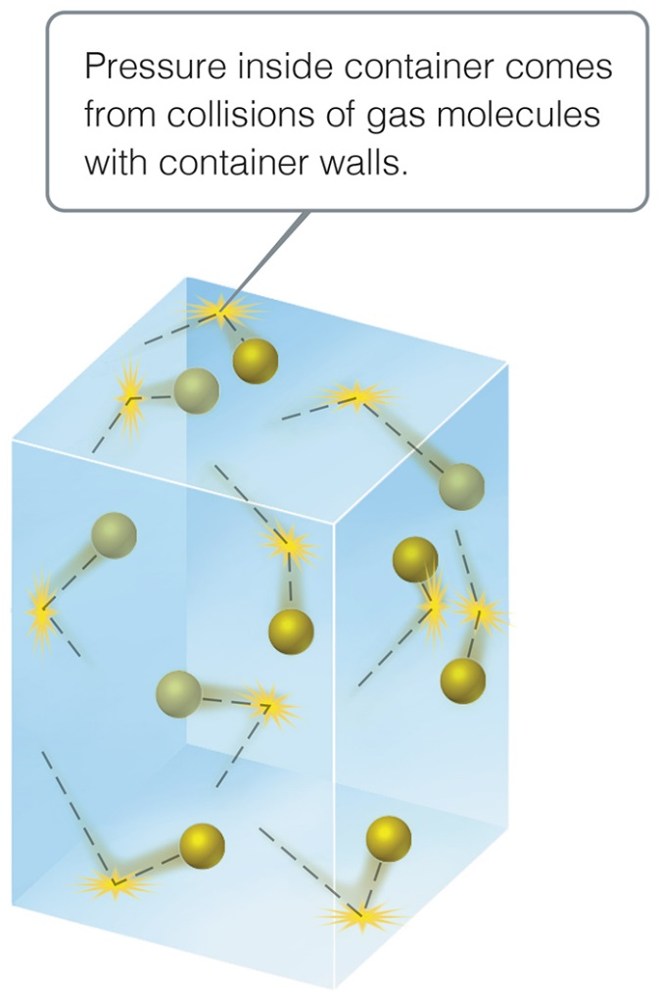 Pressure inside container comes
from collisions of gas molecules
with container walls.